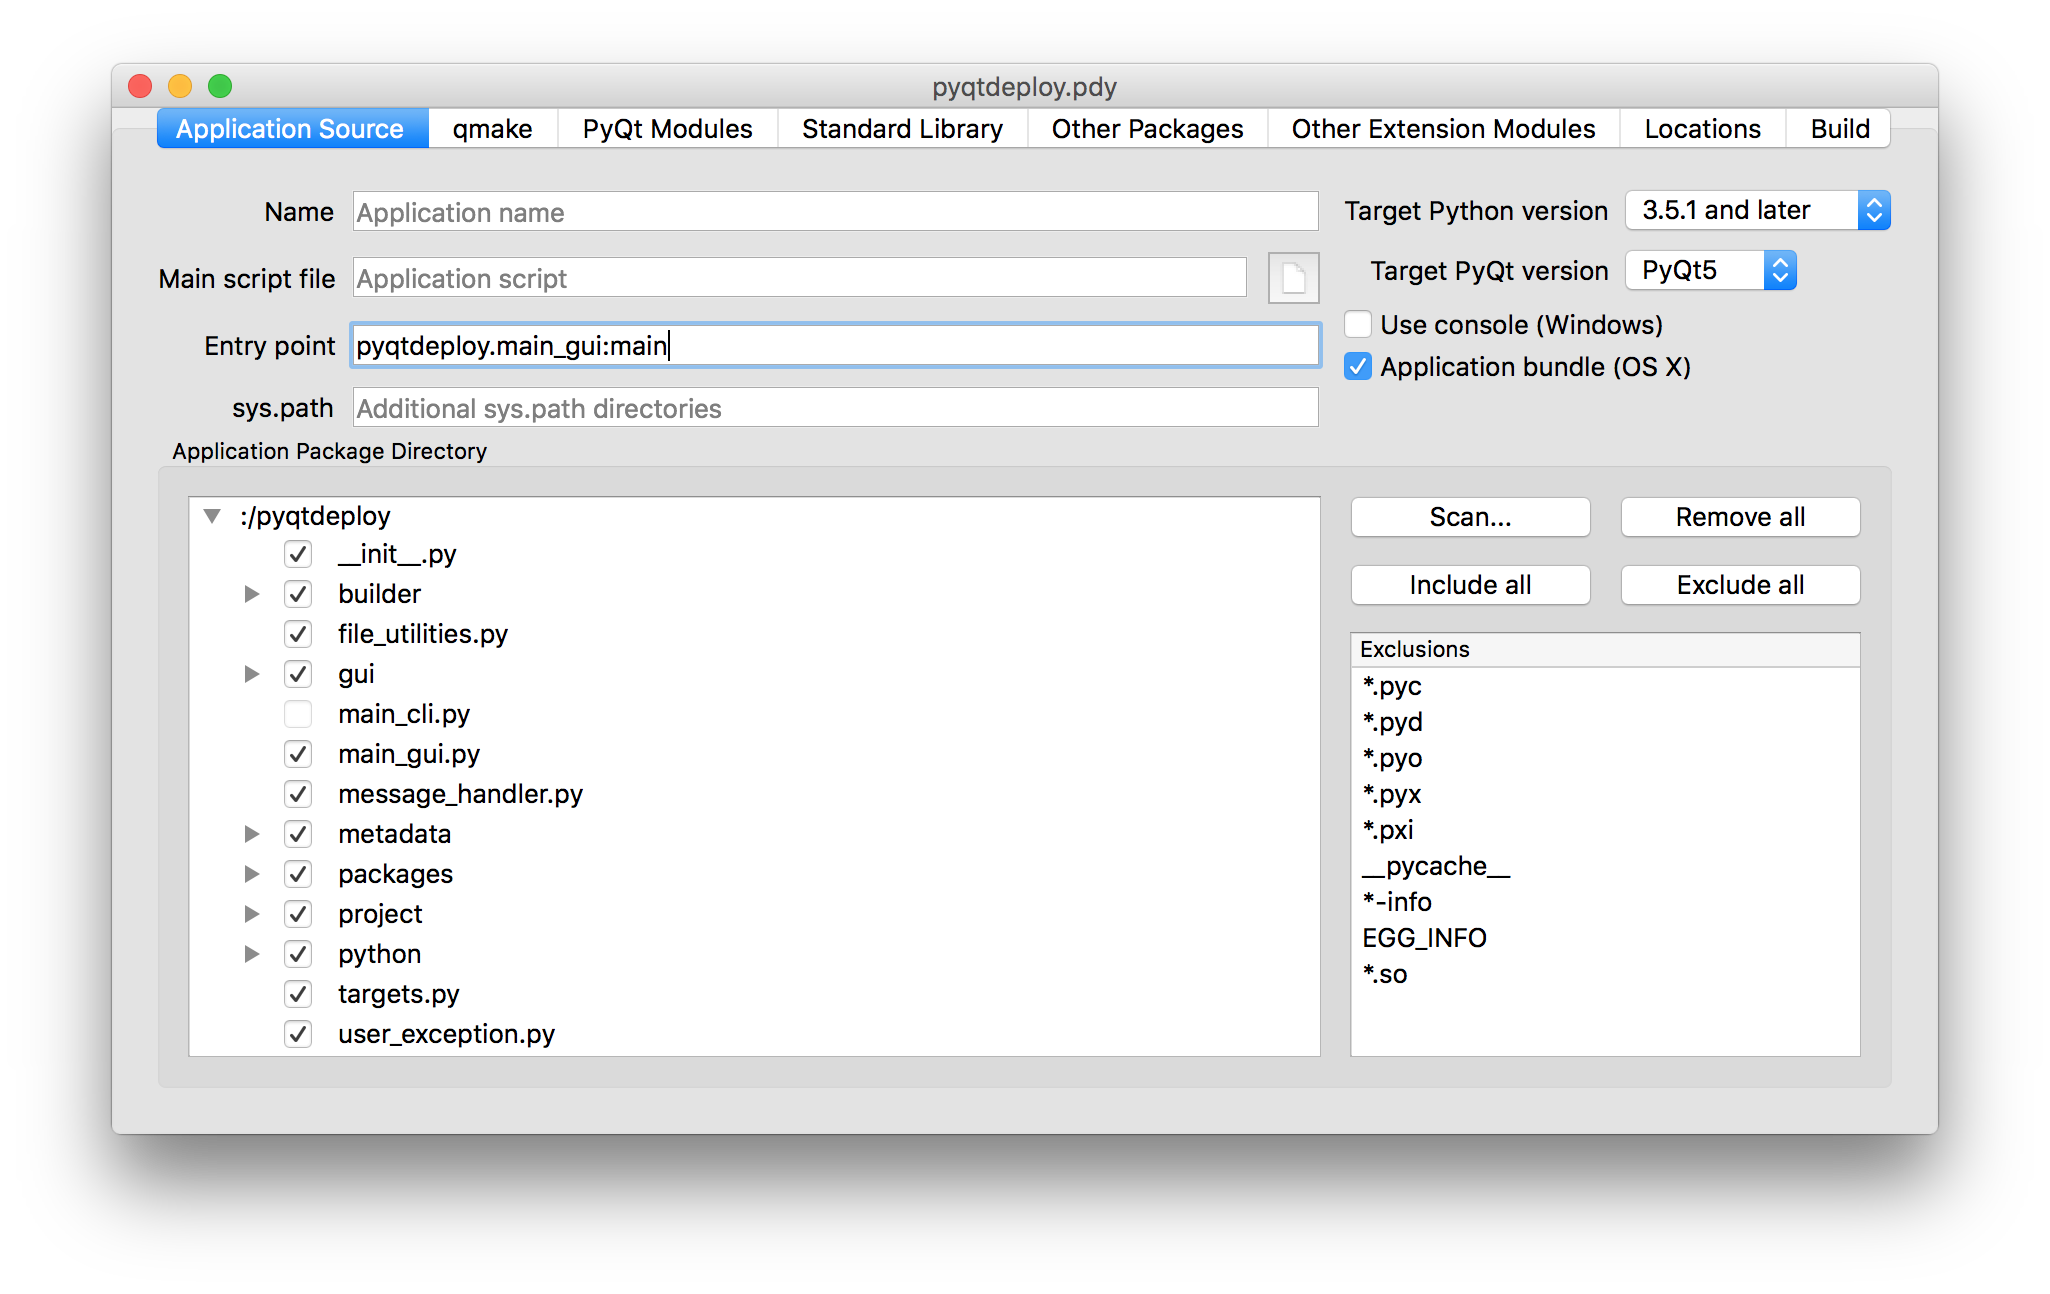 pyqtdeploy.pdy
Application Source qmake PyQt Modules Standard Library Other Packages Other Extension Modules Locations Build
Name Application name
Main script file Application script
Entry point pyqtdeploy.main_gui:main
sys.path Additional sys.path directories
Target Python version 3.5.1 and later
Target PyQt version PyQt5
Use console (Windows)
Application bundle (OS X)
Application Package Directory
:/pyqtdeploy
__init__.py
builder
file_utilities.py
gui
main_cli.py
main_gui.py
message_handler.py
metadata
packages
project
python
targets.py
user_exception.py
Scan... Remove all
Include all Exclude all
Exclusions
*.pyc
*.pyd
*.pyo
*.pyx
*.pxi
__pycache__
*-info
EGG_INFO
*.so